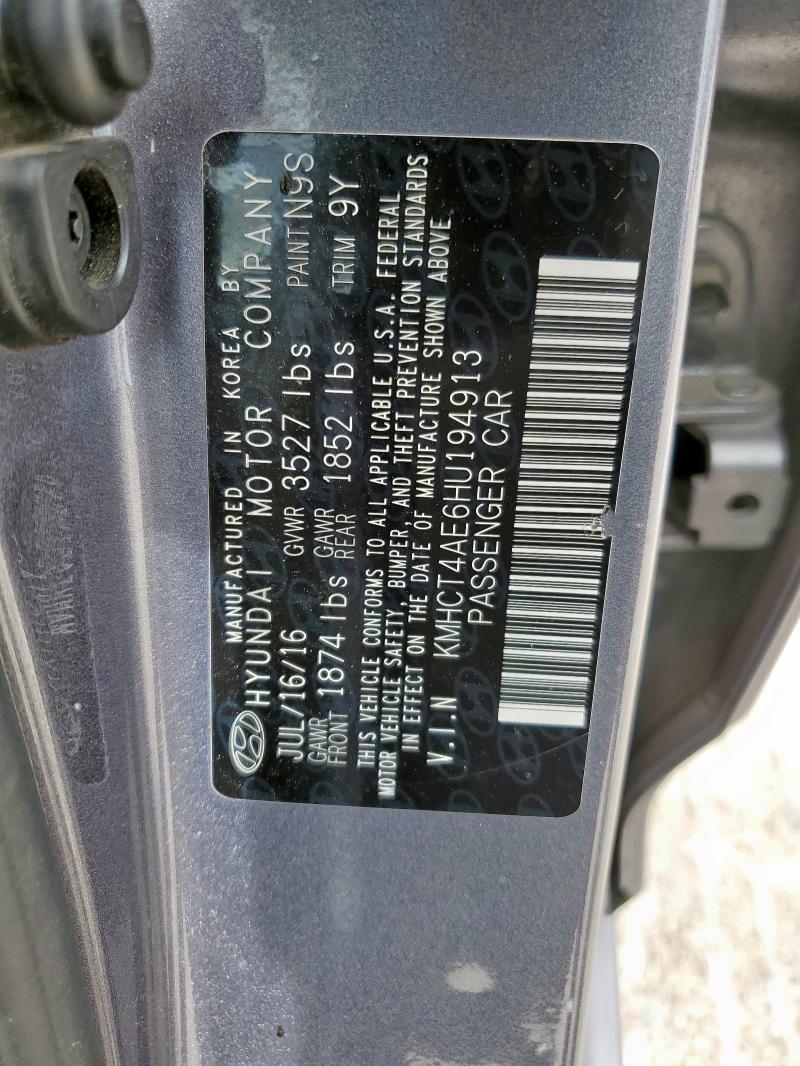 MANUFACTURED IN KOREA BY
HYUNDAI MOTOR COMPANY
JUL/16/16 GVWR 3527 lbs PAINT N9S
GAWR FRONT 1874 lbs GAWR REAR 1852 lbs TRIM 9Y
THIS VEHICLE CONFORMS TO ALL APPLICABLE U.S.A. FEDERAL
MOTOR VEHICLE SAFETY, BUMPER, AND THEFT PREVENTION STANDARDS
IN EFFECT ON THE DATE OF MANUFACTURE SHOWN ABOVE.
V.I.N KMHCT4AE6HU194913
PASSENGER CAR